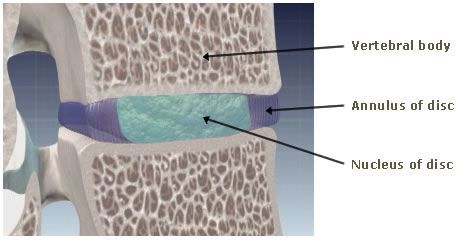 Vertebral body
Annulus of disc
Nucleus of disc